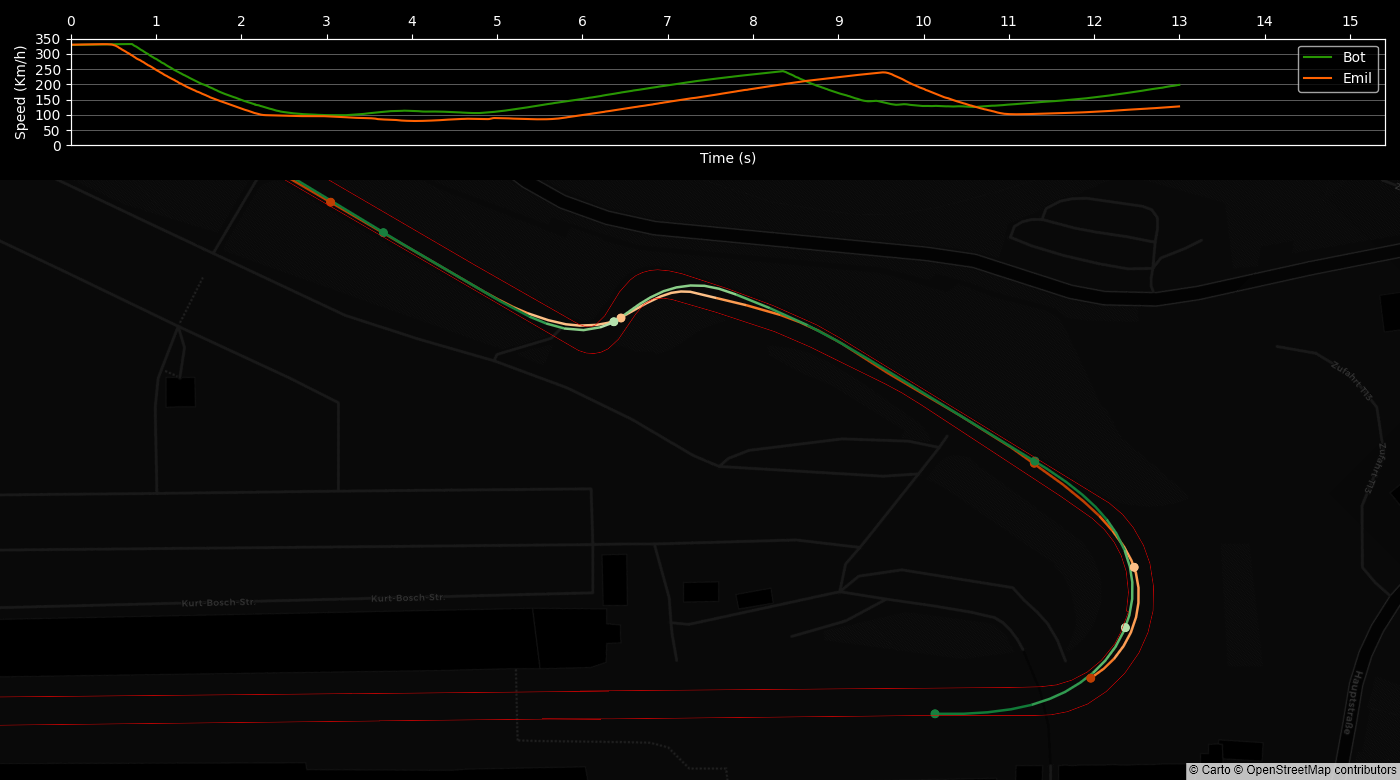 0 1 2 3 4 5 6 7 8 9 10 11 12 13 14 15
350
300
250
200
150
100
50
0
Speed (Km/h)
Bot
Emil
Time (s)
Zufahrt-T15
Zufahrt-T15
Kurt-Bosch-Str.
Kurt-Bosch-Str.
Hauptstraße
© Carto © OpenStreetMap contributors